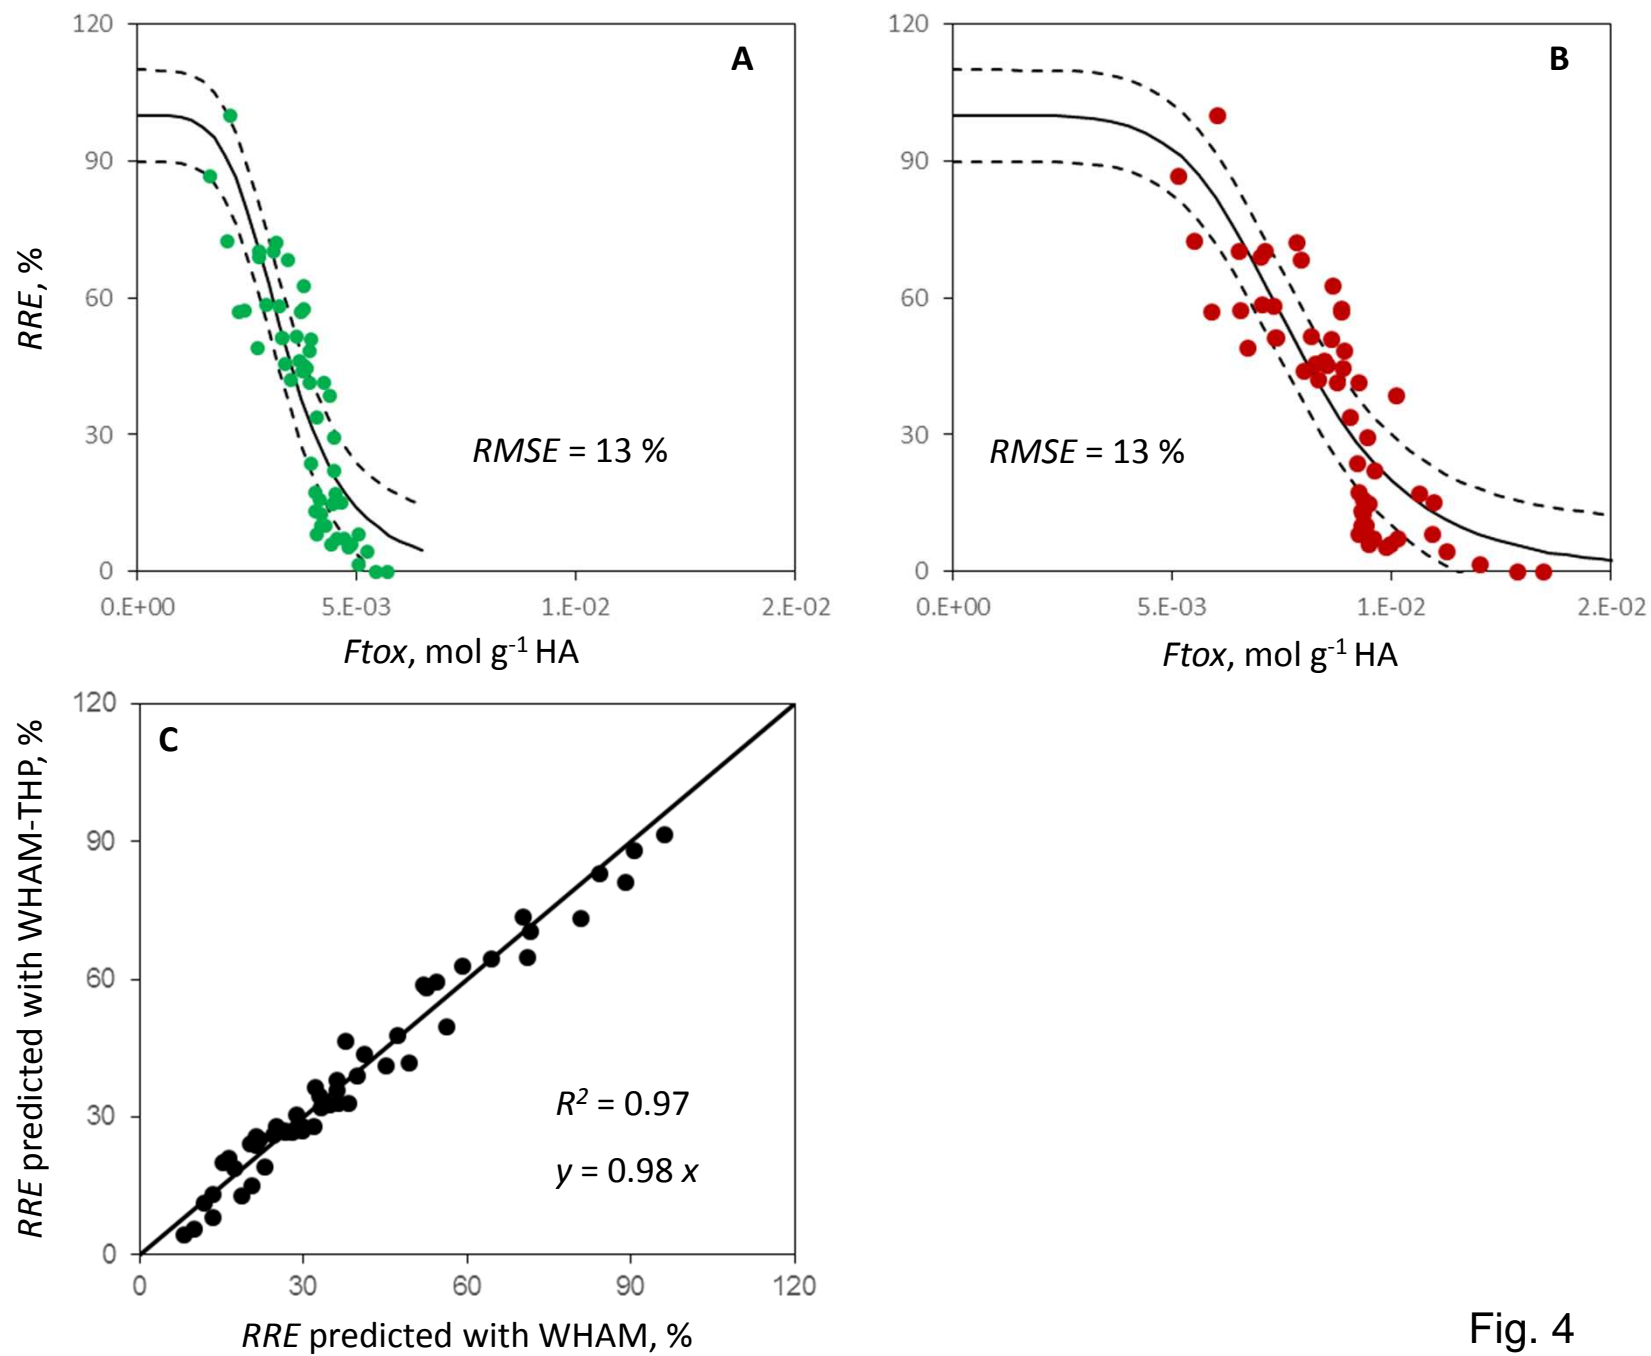 120
90
60
30
0
RRE, %
A
RMSE = 13 %
0.E+00 5.E-03 1.E-02 2.E-02
Ftox, mol g-1 HA
120
90
60
30
0
B
RMSE = 13 %
0.E+00 5.E-03 1.E-02 2.E-02
Ftox, mol g-1 HA
120
90
60
30
0
RRE predicted with WHAM-THP, %
C
R2 = 0.97
y = 0.98 x
0 30 60 90 120
RRE predicted with WHAM, %
Fig. 4